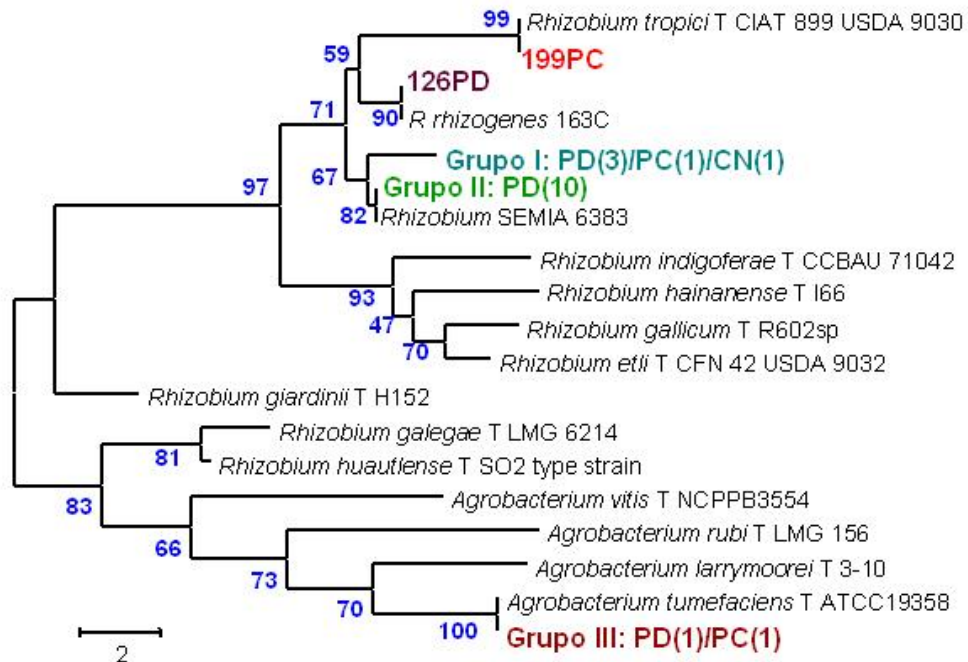 99 Rhizobium tropici T CIAT 899 USDA 9030
199PC
59
126PD
71
90 R rhizogenes 163C
Grupo I: PD(3)/PC(1)/CN(1)
67
97
Grupo II: PD(10)
82 Rhizobium SEMIA 6383
Rhizobium indigoferae T CCBAU 71042
93
Rhizobium hainanense T I66
47
Rhizobium gallicum T R602sp
70
Rhizobium etli T CFN 42 USDA 9032
Rhizobium giardinii T H152
Rhizobium galegae T LMG 6214
81
Rhizobium huautlense T SO2 type strain
83
Agrobacterium vitis T NCPPB3554
66
Agrobacterium rubi T LMG 156
73
Agrobacterium larrymoorei T 3-10
70
Agrobacterium tumefaciens T ATCC19358
100
Grupo III: PD(1)/PC(1)
2